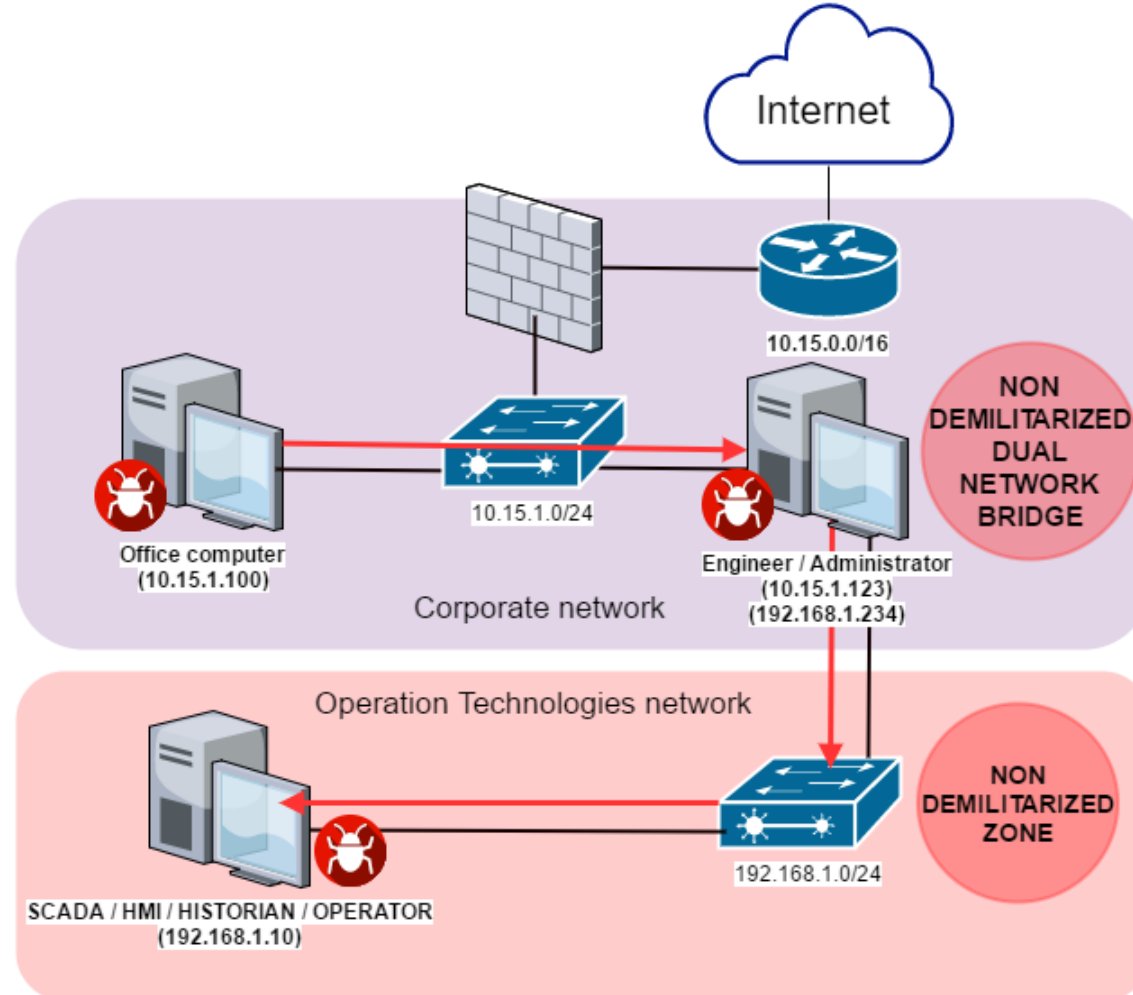 Internet
10.15.0.0/16
NON
DEMILITARIZED
DUAL
NETWORK
BRIDGE
10.15.1.0/24
Office computer
(10.15.1.100)
Engineer / Administrator
(10.15.1.123)
(192.168.1.234)
Corporate network
Operation Technologies network
NON
DEMILITARIZED
ZONE
192.168.1.0/24
SCADA / HMI / HISTORIAN / OPERATOR
(192.168.1.10)